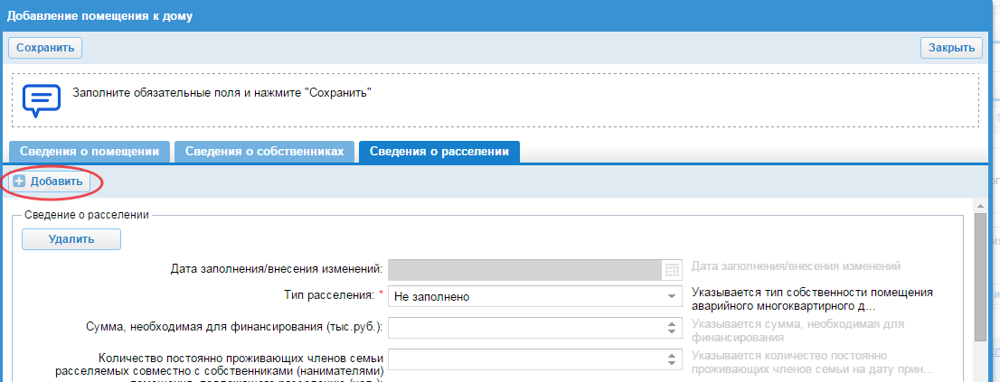 Добавление помещения к дому
Сохранить
Закрыть
Заполните обязательные поля и нажмите "Сохранить"
Сведения о помещении
Сведения о собственниках
Сведения о расселении
Добавить
Сведение о расселении
Удалить
Дата заполнения/внесения изменений:
Дата заполнения/внесения изменений
Тип расселения: *
Не заполнено
Указывается тип собственности помещения
аварийного многоквартирного д...
Сумма, необходимая для финансирования (тыс.руб.):
Указывается сумма, необходимая для
финансирования
Количество постоянно проживающих членов семьи
расселяемых совместно с собственниками (нанимателями)
Указывается количество постоянно
проживающих членов семьи на дату прин...